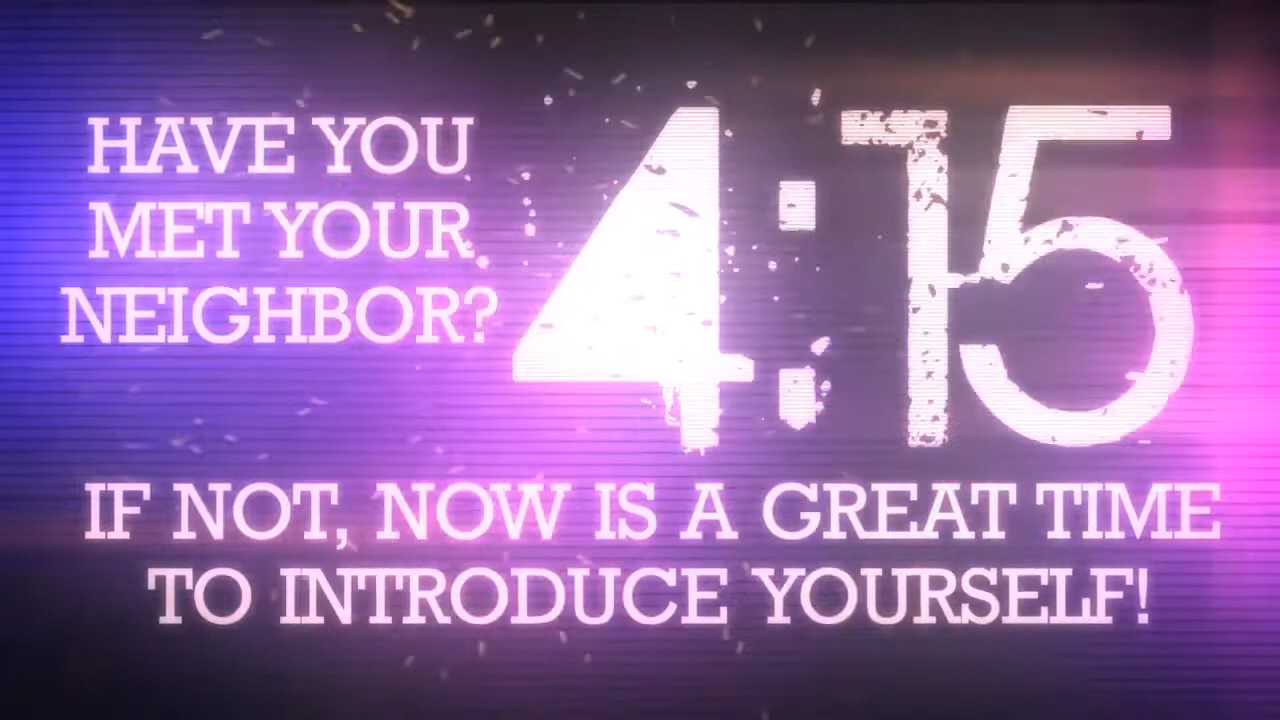 HAVE YOU
MET YOUR
NEIGHBOR?
4:15
IF NOT, NOW IS A GREAT TIME
TO INTRODUCE YOURSELF!